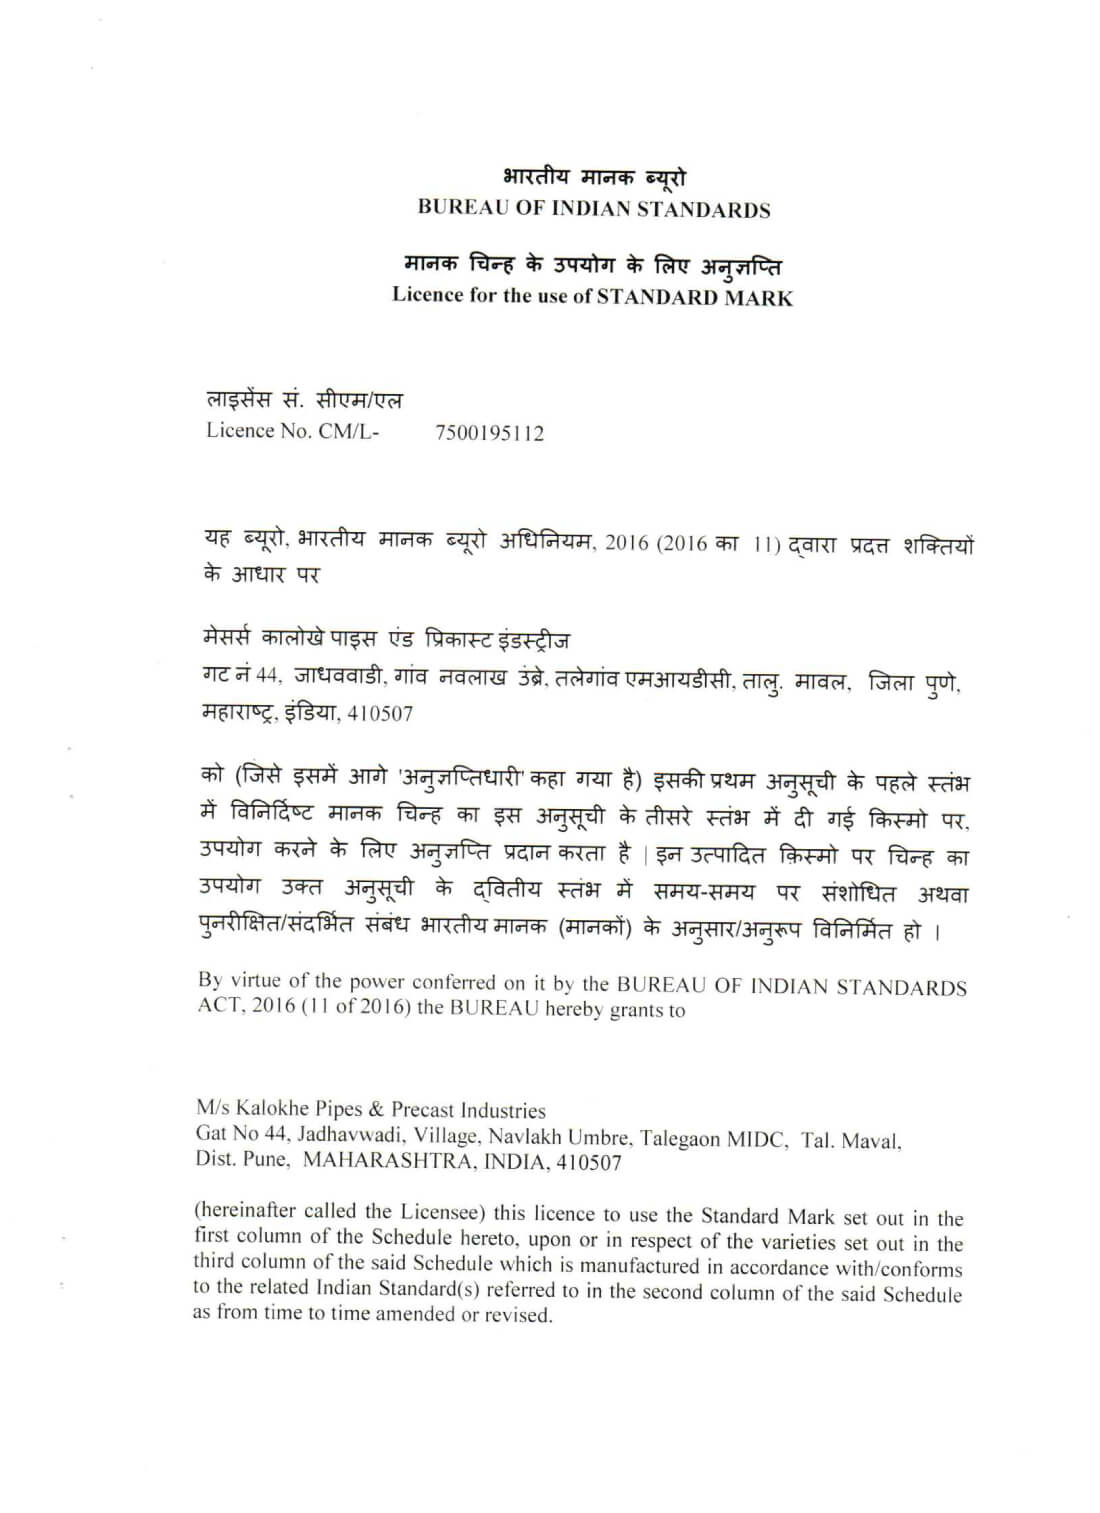 भारतीय मानक ब्यूरो
BUREAU OF INDIAN STANDARDS
मानक चिन्ह के उपयोग के लिए अनुज्ञप्ति
Licence for the use of STANDARD MARK
लाइसेंस सं. सीएम/एल
Licence No. CM/L- 7500195112
यह ब्यूरो, भारतीय मानक ब्यूरो अधिनियम, 2016 (2016 का 11) द्वारा प्रदत्त शक्तियों
के आधार पर
मेसर्स कालोखे पाइस एंड प्रिकास्ट इंडस्ट्रीज
गट नं 44, जाधववाडी, गांव नवलाख उंब्रे, तलेगांव एमआयडीसी, तालु. मावल, जिला पुणे,
महाराष्ट्र, इंडिया, 410507
को (जिसे इसमें आगे 'अनुज्ञप्तिधारी' कहा गया है) इसकी प्रथम अनुसूची के पहले स्तंभ
में विनिर्दिष्ट मानक चिन्ह का इस अनुसूची के तीसरे स्तंभ में दी गई किस्मो पर,
उपयोग करने के लिए अनुज्ञप्ति प्रदान करता है | इन उत्पादित क़िस्मो पर चिन्ह का
उपयोग उक्त अनुसूची के द्वितीय स्तंभ में समय-समय पर संशोधित अथवा
पुनरीक्षित/संदर्भित संबंध भारतीय मानक (मानकों) के अनुसार/अनुरूप विनिर्मित हो ।
By virtue of the power conferred on it by the BUREAU OF INDIAN STANDARDS
ACT, 2016 (11 of 2016) the BUREAU hereby grants to
M/s Kalokhe Pipes & Precast Industries
Gat No 44, Jadhavwadi, Village, Navlakh Umbre, Talegaon MIDC, Tal. Maval,
Dist. Pune, MAHARASHTRA, INDIA, 410507
(hereinafter called the Licensee) this licence to use the Standard Mark set out in the
first column of the Schedule hereto, upon or in respect of the varieties set out in the
third column of the said Schedule which is manufactured in accordance with/conforms
to the related Indian Standard(s) referred to in the second column of the said Schedule
as from time to time amended or revised.